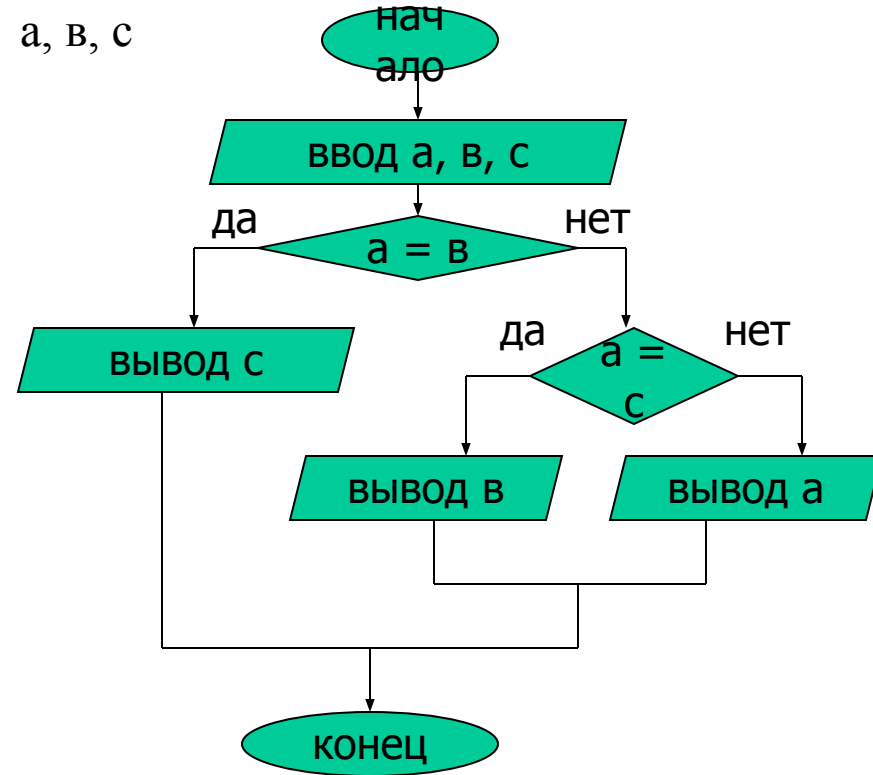 а, в, с
нач
ало
ввод а, в, с
да
нет
а = в
вывод с
да
нет
а =
с
вывод в
вывод а
конец